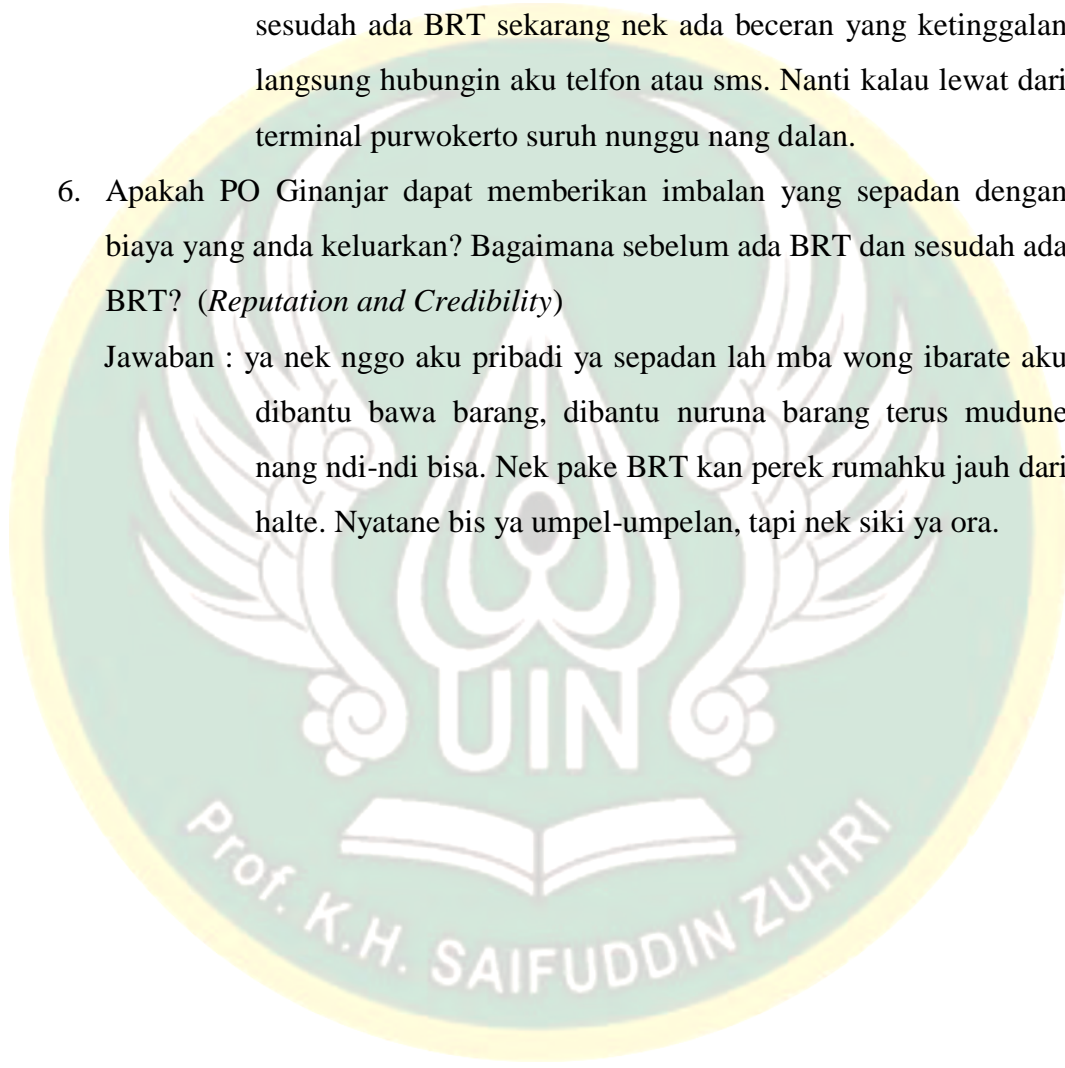 sesudah ada BRT sekarang nek ada beceran yang ketinggalan
langsung hubungin aku telfon atau sms. Nanti kalau lewat dari
terminal purwokerto suruh nunggu nang dalan.
6. Apakah PO Ginanjar dapat memberikan imbalan yang sepadan dengan
biaya yang anda keluarkan? Bagaimana sebelum ada BRT dan sesudah ada
BRT? (Reputation and Credibility)
Jawaban : ya nek nggo aku pribadi ya sepadan lah mba wong ibarate aku
dibantu bawa barang, dibantu nuruna barang terus mudune
nang ndi-ndi bisa. Nek pake BRT kan perek rumahku jauh dari
halte. Nyatane bis ya umpel-umpelan, tapi nek siki ya ora.
UIN
Prof. K.H. SAIFUDDIN ZUHRI